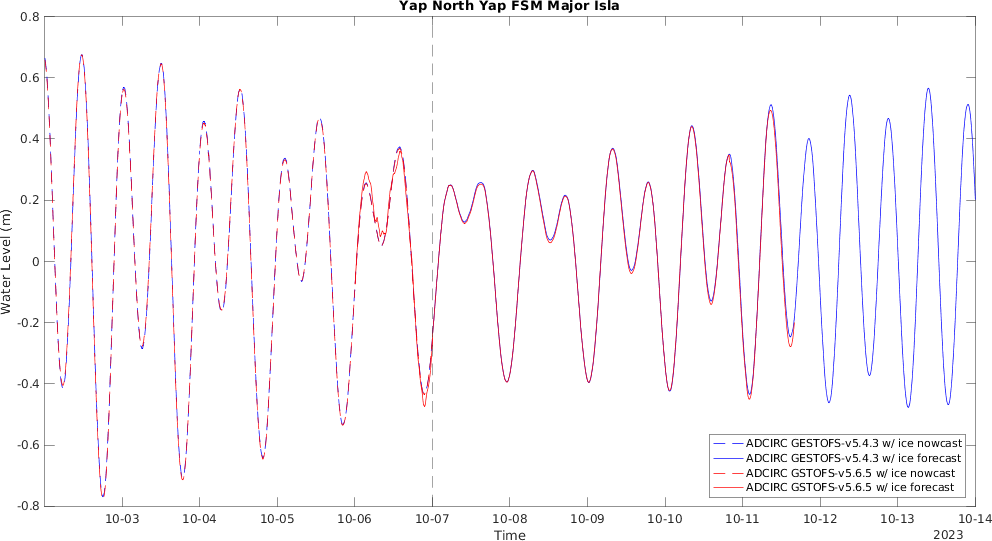 Yap North Yap FSM Major Isla
0.8
0.6
0.4
0.2
0
-0.2
-0.4
-0.6
-0.8
Water Level (m)
ADCIRC GESTOFS-v5.4.3 w/ ice nowcast
ADCIRC GESTOFS-v5.4.3 w/ ice forecast
ADCIRC GSTOFS-v5.6.5 w/ ice nowcast
ADCIRC GSTOFS-v5.6.5 w/ ice forecast
10-03 10-04 10-05 10-06 10-07 10-08 10-09 10-10 10-11 10-12 10-13 10-14
Time
2023